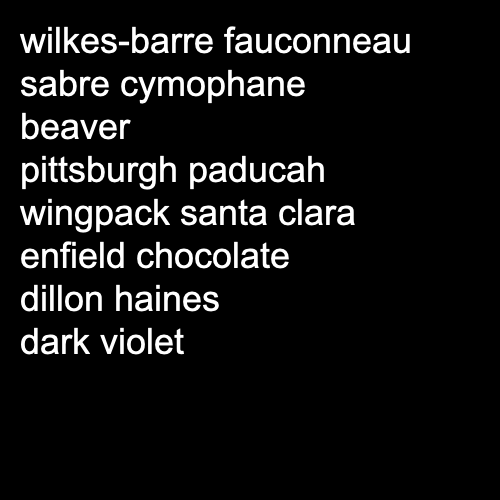 wilkes-barre fauconneau
sabre cymophane
beaver
pittsburgh paducah
wingpack santa clara
enfield chocolate
dillon haines
dark violet